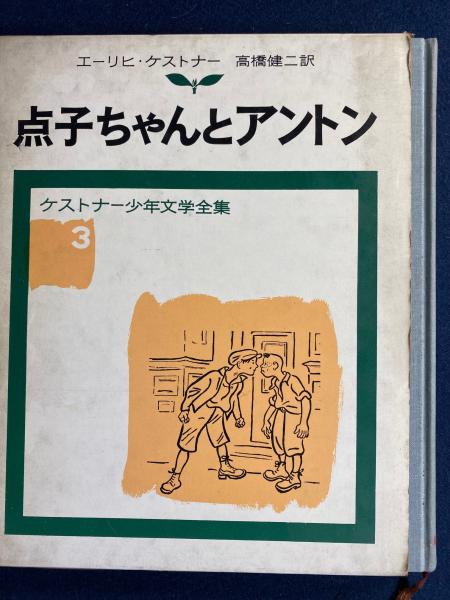 エーリヒ・ケストナー 高橋健二訳
点子ちゃんとアントン
ケストナー少年文学全集
3